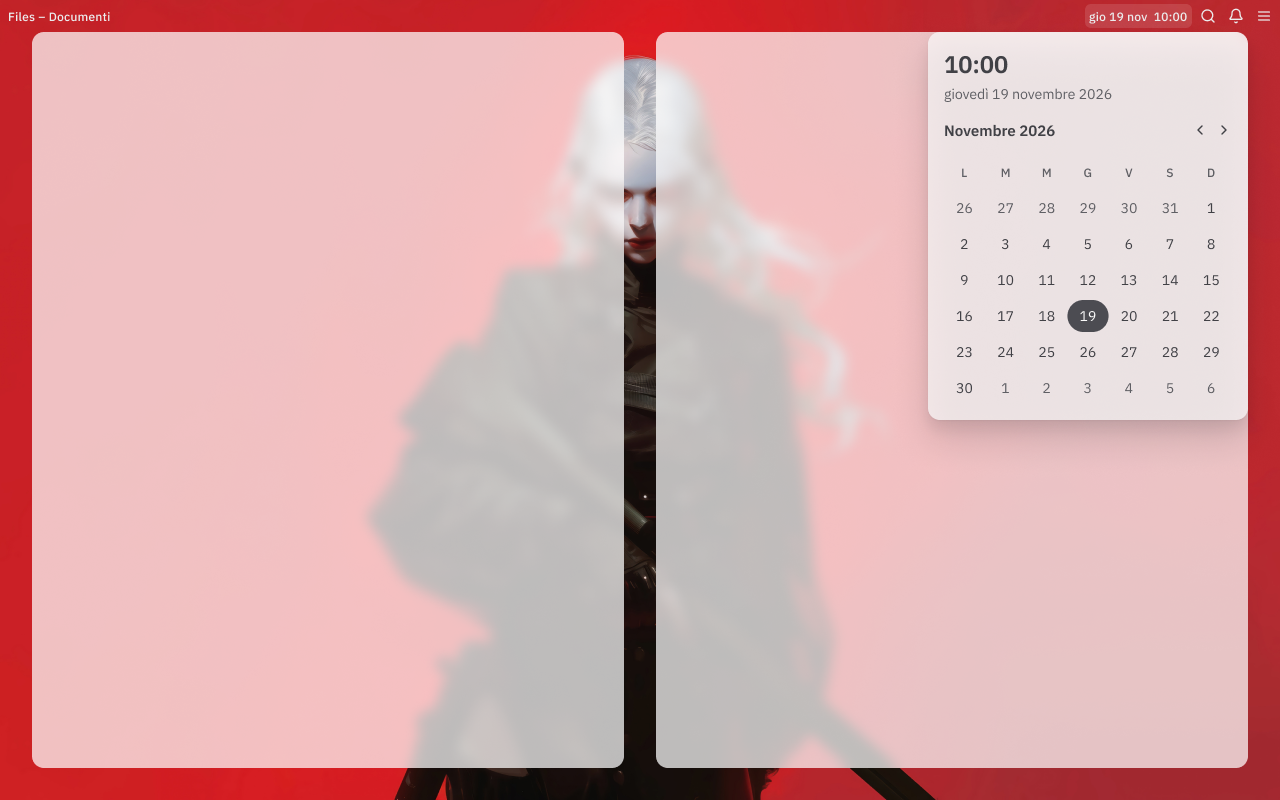 Files – Documenti
gio 19 nov 10:00
10:00
giovedì 19 novembre 2026
Novembre 2026
L M M G V S D
26 27 28 29 30 31 1
2 3 4 5 6 7 8
9 10 11 12 13 14 15
16 17 18 19 20 21 22
23 24 25 26 27 28 29
30 1 2 3 4 5 6